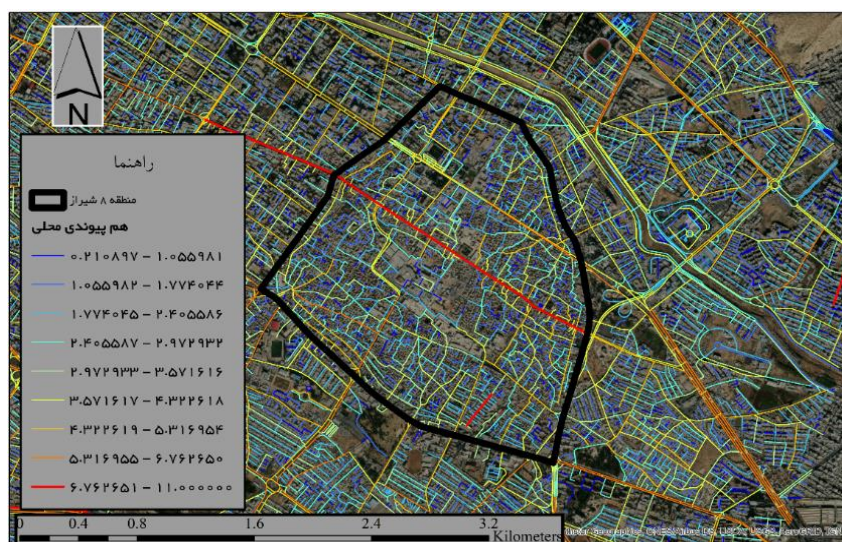 N
راهنما
منطقه ۸ شیراز
هم پیوندی محلی
۰.۲۱۰۸۹۷ – ۱.۰۵۵۹۸۱
۱.۰۵۵۹۸۲ – ۱.۷۷۴۰۴۴
۱.۷۷۴۰۴۵ – ۲.۴۰۵۵۸۶
۲.۴۰۵۵۸۷ – ۲.۹۷۲۹۳۲
۲.۹۷۲۹۳۳ – ۳.۵۷۱۶۱۶
۳.۵۷۱۶۱۷ – ۴.۳۲۲۶۱۸
۴.۳۲۲۶۱۹ – ۵.۳۱۶۹۵۴
۵.۳۱۶۹۵۵ – ۶.۷۶۲۶۵۰
۶.۷۶۲۶۵۱ – ۱۱.۰۰۰۰۰۰
0 0.4 0.8 1.6 2.4 3.2
Kilometers